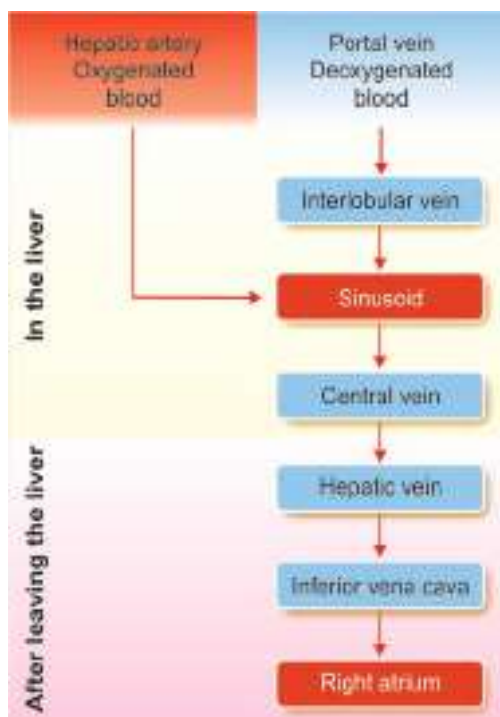 Hepatic artery
Oxygenated
blood
Portal vein
Deoxygenated
blood
In the liver
Interlobular vein
Sinusoid
Central vein
After leaving the liver
Hepatic vein
Inferior vena cava
Right atrium